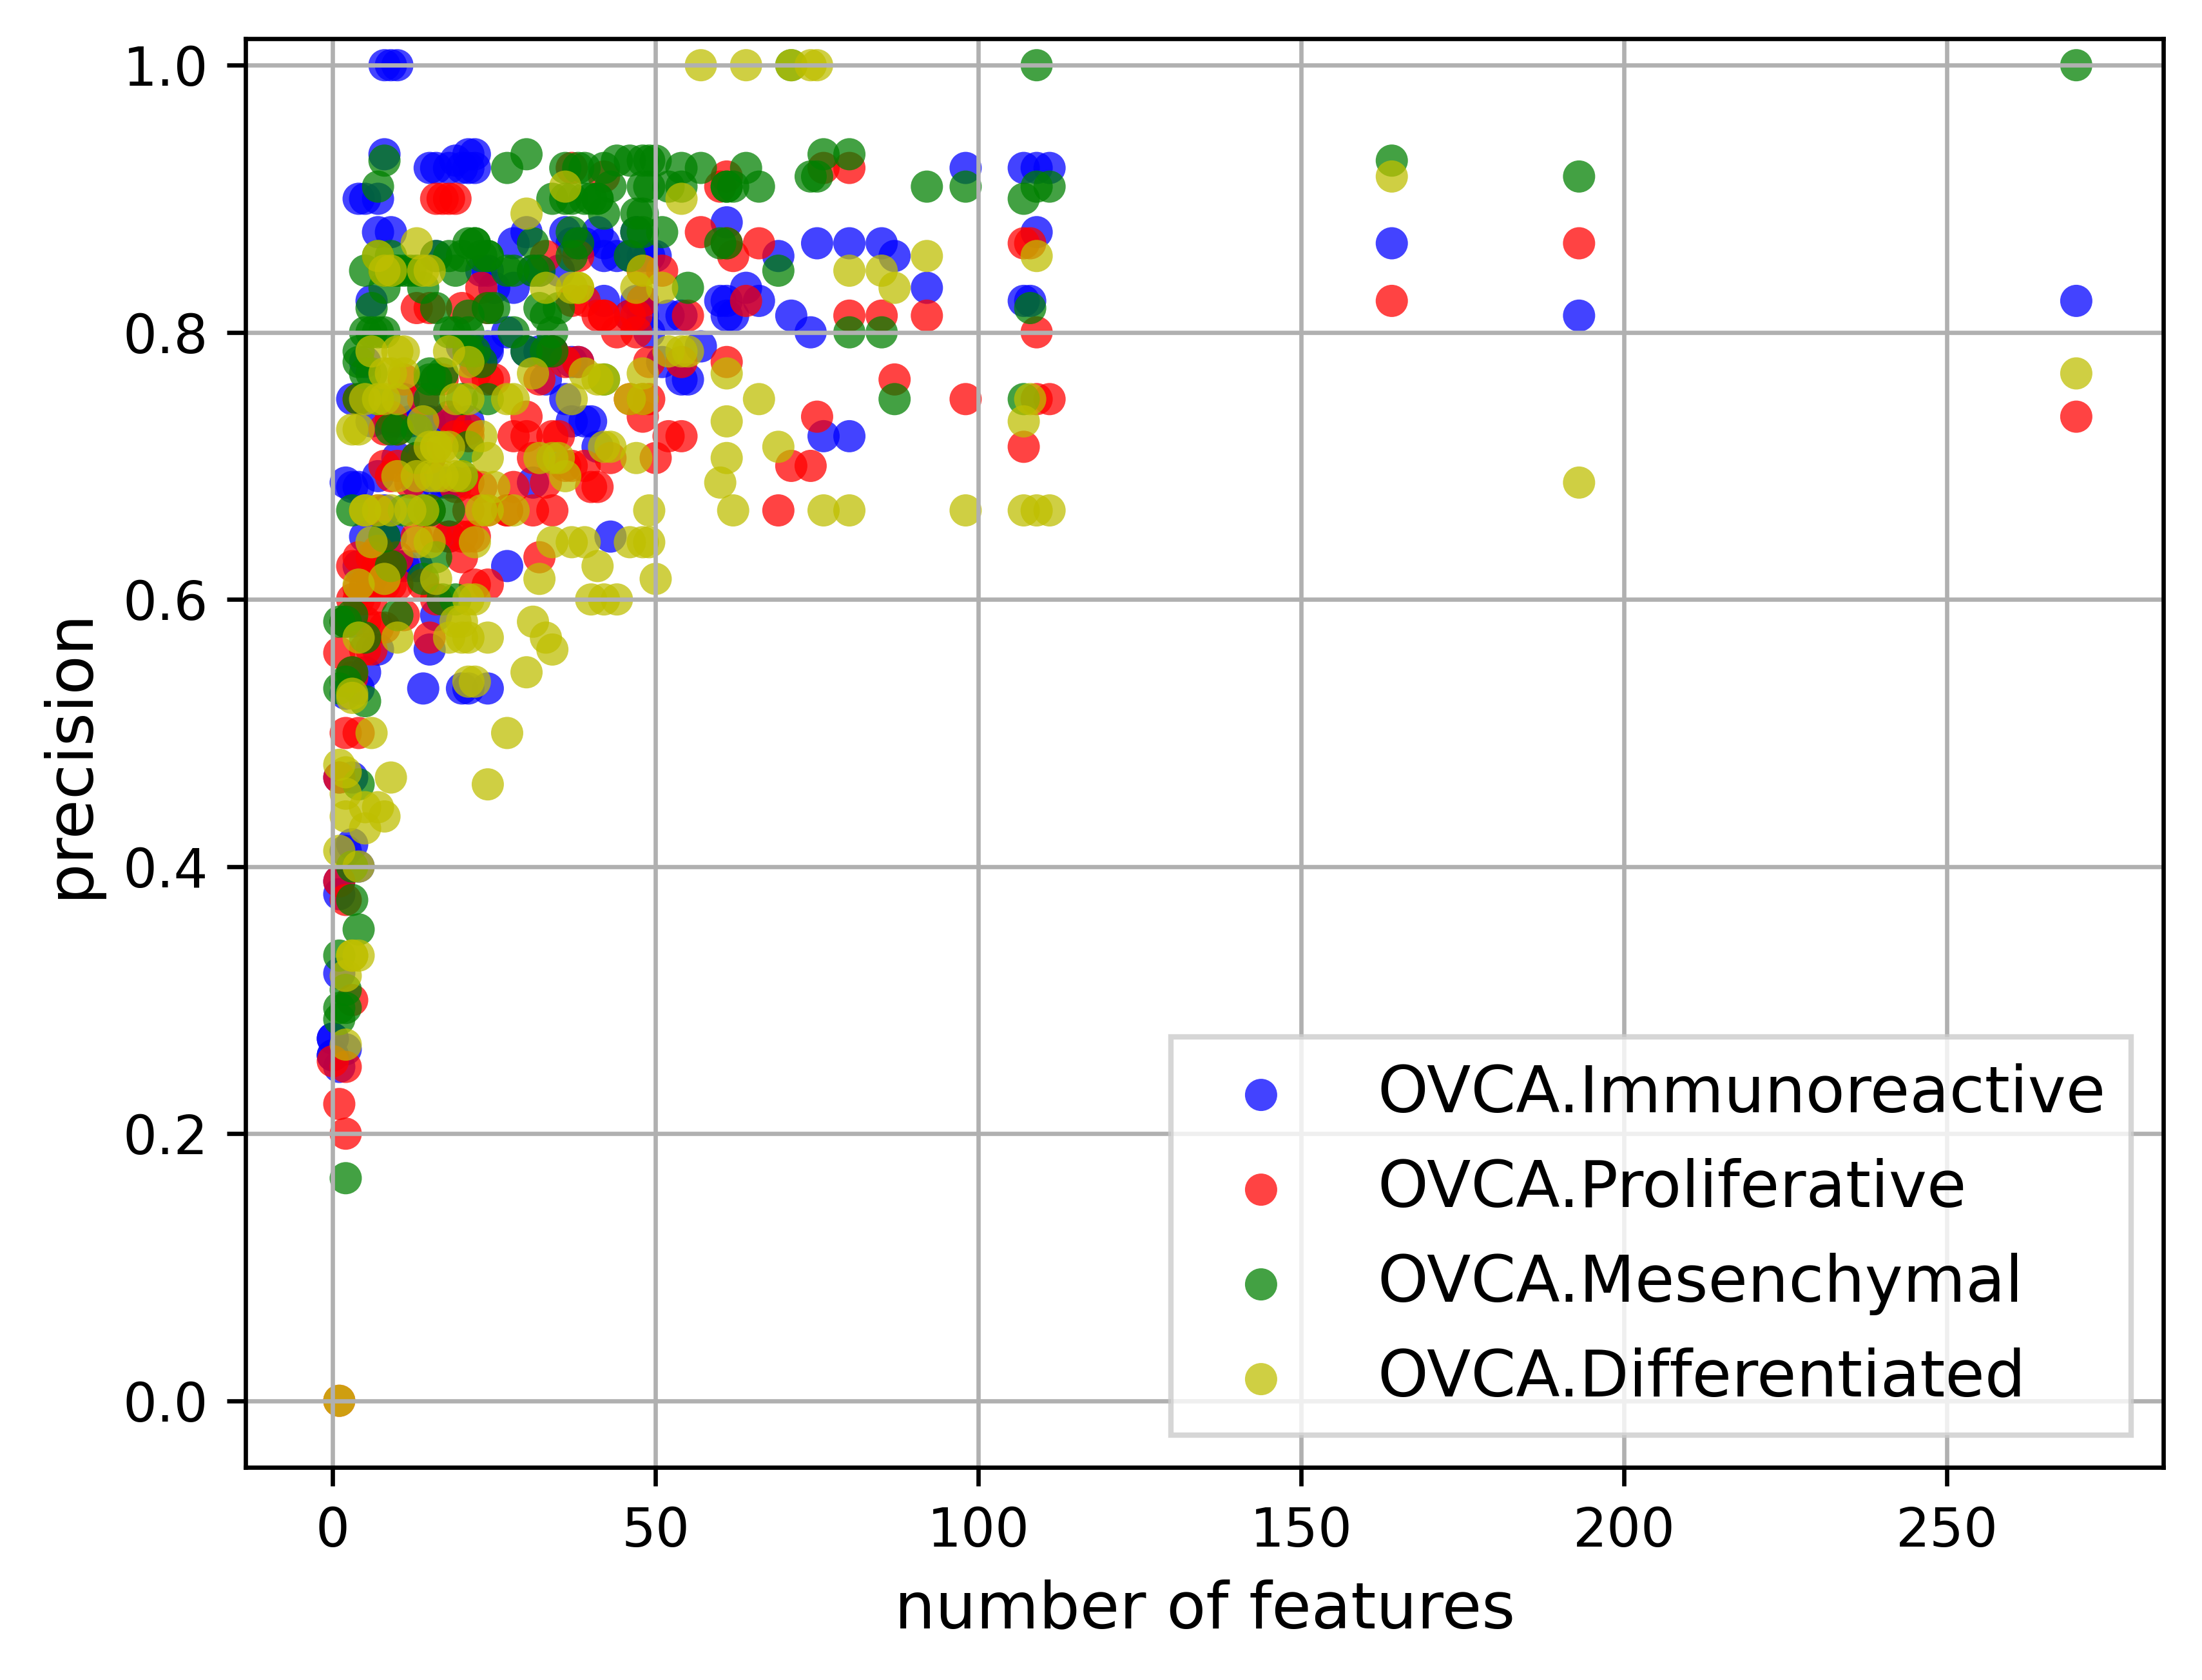 1.0
0.8
0.6
0.4
0.2
0.0
precision
0 50 100 150 200 250
number of features
OVCA.Immunoreactive
OVCA.Proliferative
OVCA.Mesenchymal
OVCA.Differentiated